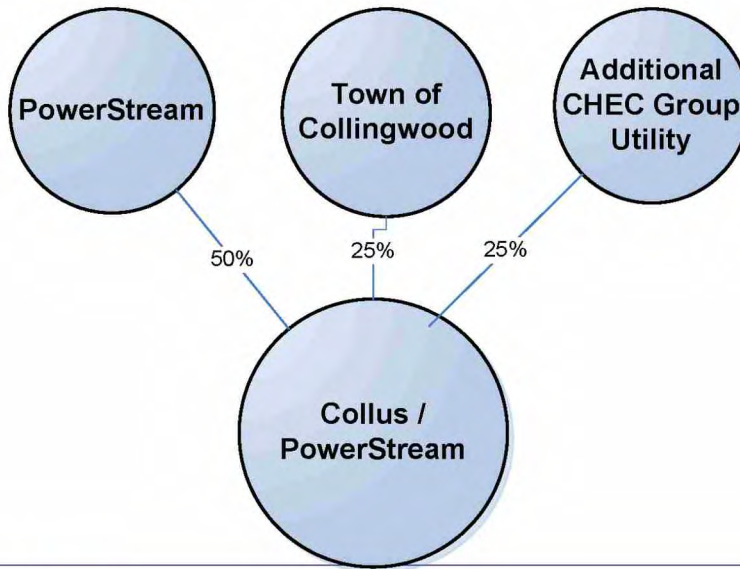 PowerStream
Town of
Collingwood
Additional
CHEC Group
Utility
50%
25%
25%
Collus /
PowerStream